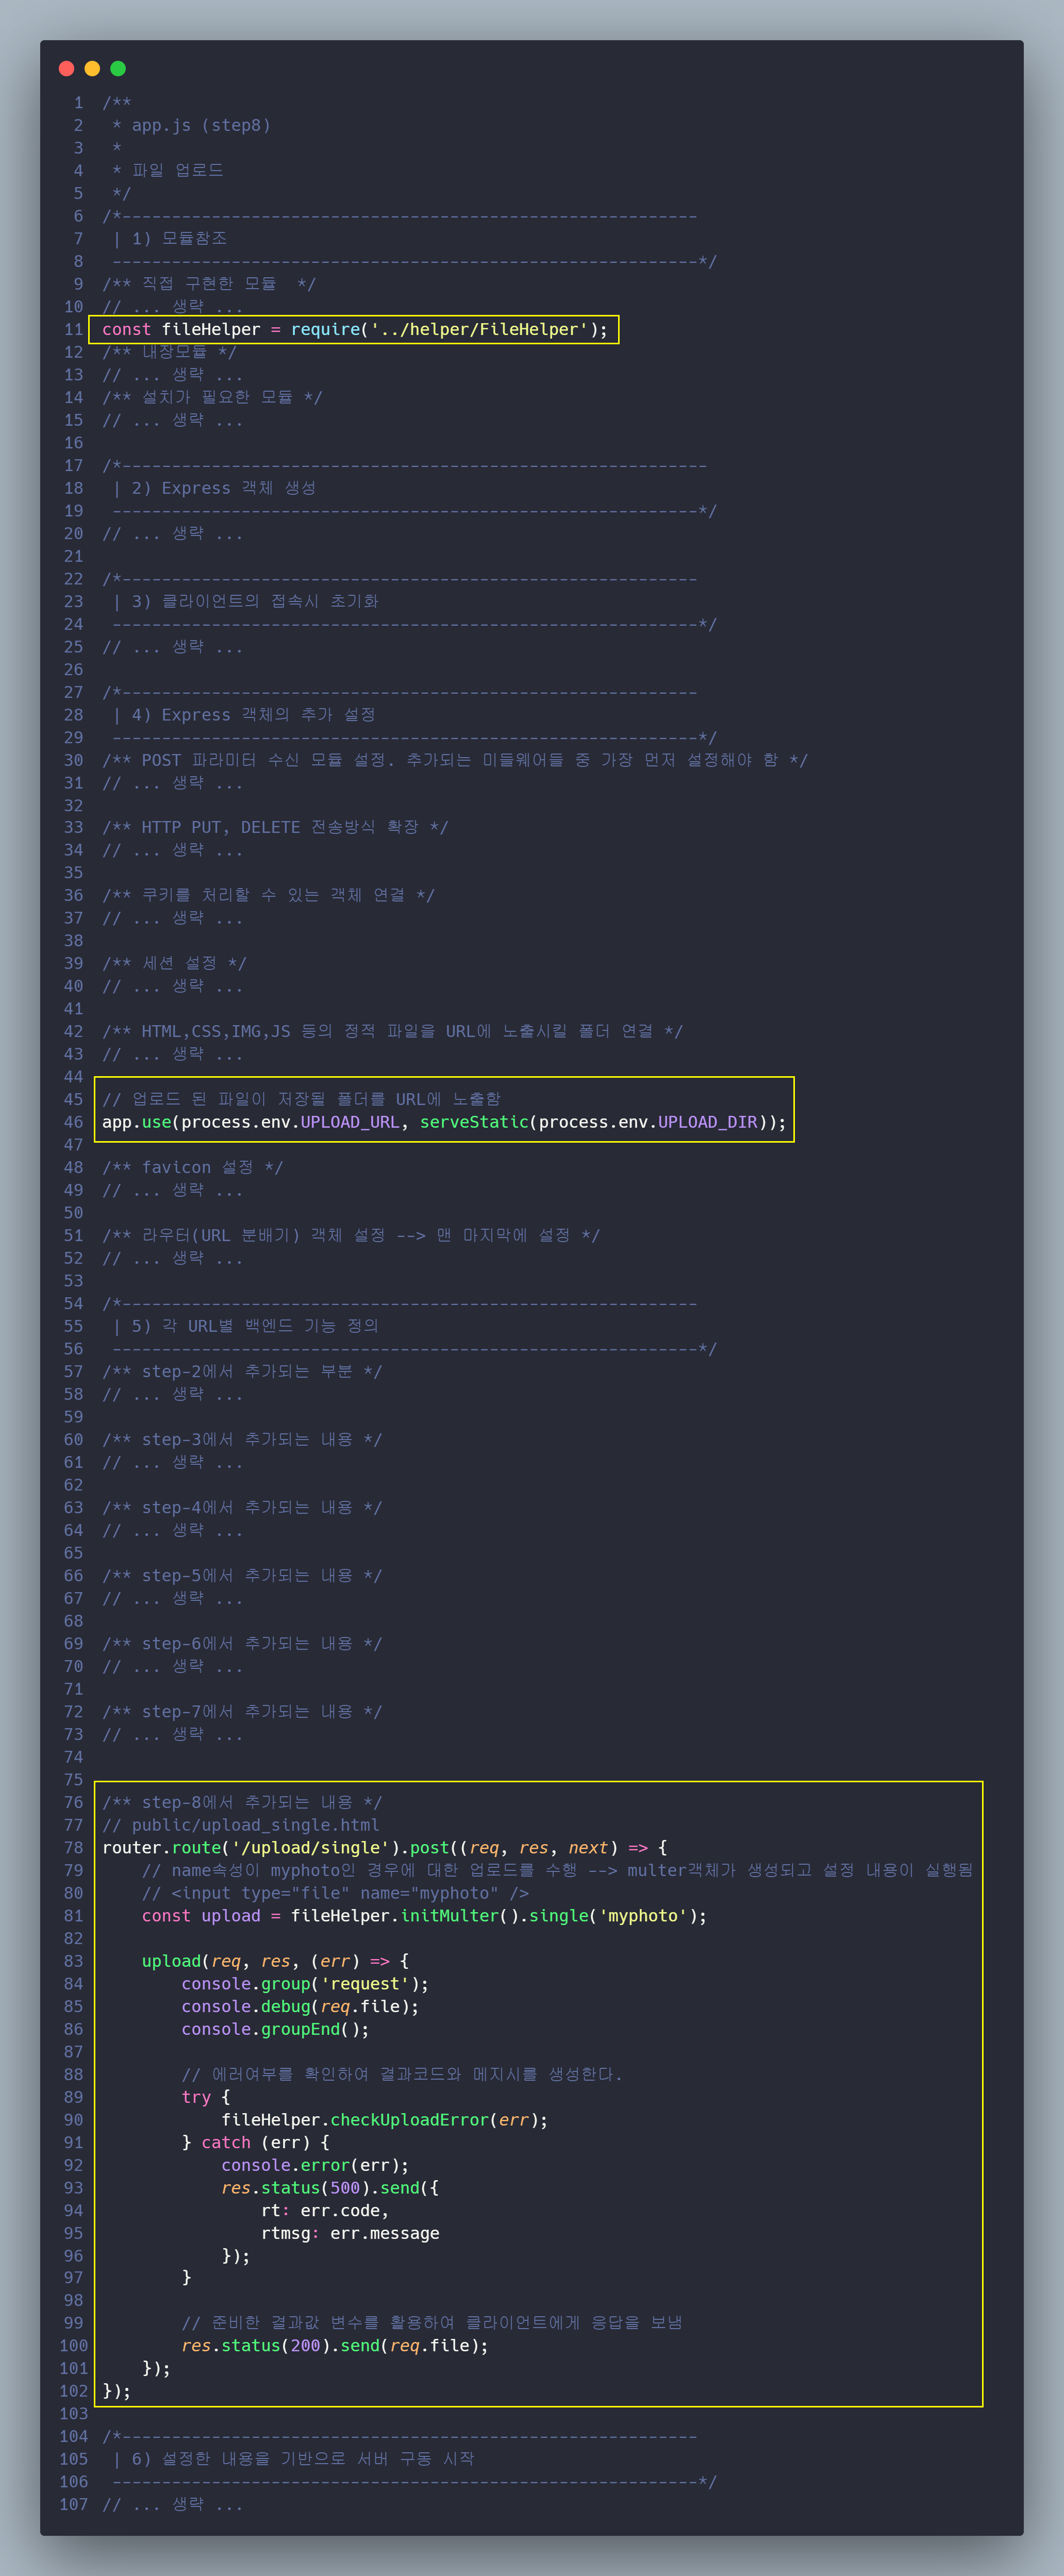 1 /**
2  * app.js (step8)
3  *
4  * 파일 업로드
5  */
6 /*----------------------------------------------------------
7  | 1) 모듈참조
8  -----------------------------------------------------------*/
9 /** 직접 구현한 모듈  */
10 // ... 생략 ...
11 const fileHelper = require('../helper/FileHelper');
12 /** 내장모듈 */
13 // ... 생략 ...
14 /** 설치가 필요한 모듈 */
15 // ... 생략 ...
16
17 /*-----------------------------------------------------------
18  | 2) Express 객체 생성
19  -----------------------------------------------------------*/
20 // ... 생략 ...
21
22 /*----------------------------------------------------------
23  | 3) 클라이언트의 접속시 초기화
24  -----------------------------------------------------------*/
25 // ... 생략 ...
26
27 /*----------------------------------------------------------
28  | 4) Express 객체의 추가 설정
29  -----------------------------------------------------------*/
30 /** POST 파라미터 수신 모듈 설정. 추가되는 미들웨어들 중 가장 먼저 설정해야 함 */
31 // ... 생략 ...
32
33 /** HTTP PUT, DELETE 전송방식 확장 */
34 // ... 생략 ...
35
36 /** 쿠키를 처리할 수 있는 객체 연결 */
37 // ... 생략 ...
38
39 /** 세션 설정 */
40 // ... 생략 ...
41
42 /** HTML,CSS,IMG,JS 등의 정적 파일을 URL에 노출시킬 폴더 연결 */
43 // ... 생략 ...
44
45 // 업로드 된 파일이 저장될 폴더를 URL에 노출함
46 app.use(process.env.UPLOAD_URL, serveStatic(process.env.UPLOAD_DIR));
47
48 /** favicon 설정 */
49 // ... 생략 ...
50
51 /** 라우터(URL 분배기) 객체 설정 --> 맨 마지막에 설정 */
52 // ... 생략 ...
53
54 /*----------------------------------------------------------
55  | 5) 각 URL별 백엔드 기능 정의
56  -----------------------------------------------------------*/
57 /** step-2에서 추가되는 부분 */
58 // ... 생략 ...
59
60 /** step-3에서 추가되는 내용 */
61 // ... 생략 ...
62
63 /** step-4에서 추가되는 내용 */
64 // ... 생략 ...
65
66 /** step-5에서 추가되는 내용 */
67 // ... 생략 ...
68
69 /** step-6에서 추가되는 내용 */
70 // ... 생략 ...
71
72 /** step-7에서 추가되는 내용 */
73 // ... 생략 ...
74
75
76 /** step-8에서 추가되는 내용 */
77 // public/upload_single.html
78 router.route('/upload/single').post((req, res, next) => {
79     // name속성이 myphoto인 경우에 대한 업로드를 수행 --> multer객체가 생성되고 설정 내용이 실행됨
80     // <input type="file" name="myphoto" />
81     const upload = fileHelper.initMulter().single('myphoto');
82
83     upload(req, res, (err) => {
84         console.group('request');
85         console.debug(req.file);
86         console.groupEnd();
87
88         // 에러여부를 확인하여 결과코드와 메지시를 생성한다.
89         try {
90             fileHelper.checkUploadError(err);
91         } catch (err) {
92             console.error(err);
93             res.status(500).send({
94                 rt: err.code,
95                 rtmsg: err.message
96             });
97         }
98
99         // 준비한 결과값 변수를 활용하여 클라이언트에게 응답을 보냄
100         res.status(200).send(req.file);
101     });
102 });
103
104 /*----------------------------------------------------------
105  | 6) 설정한 내용을 기반으로 서버 구동 시작
106  -----------------------------------------------------------*/
107 // ... 생략 ...